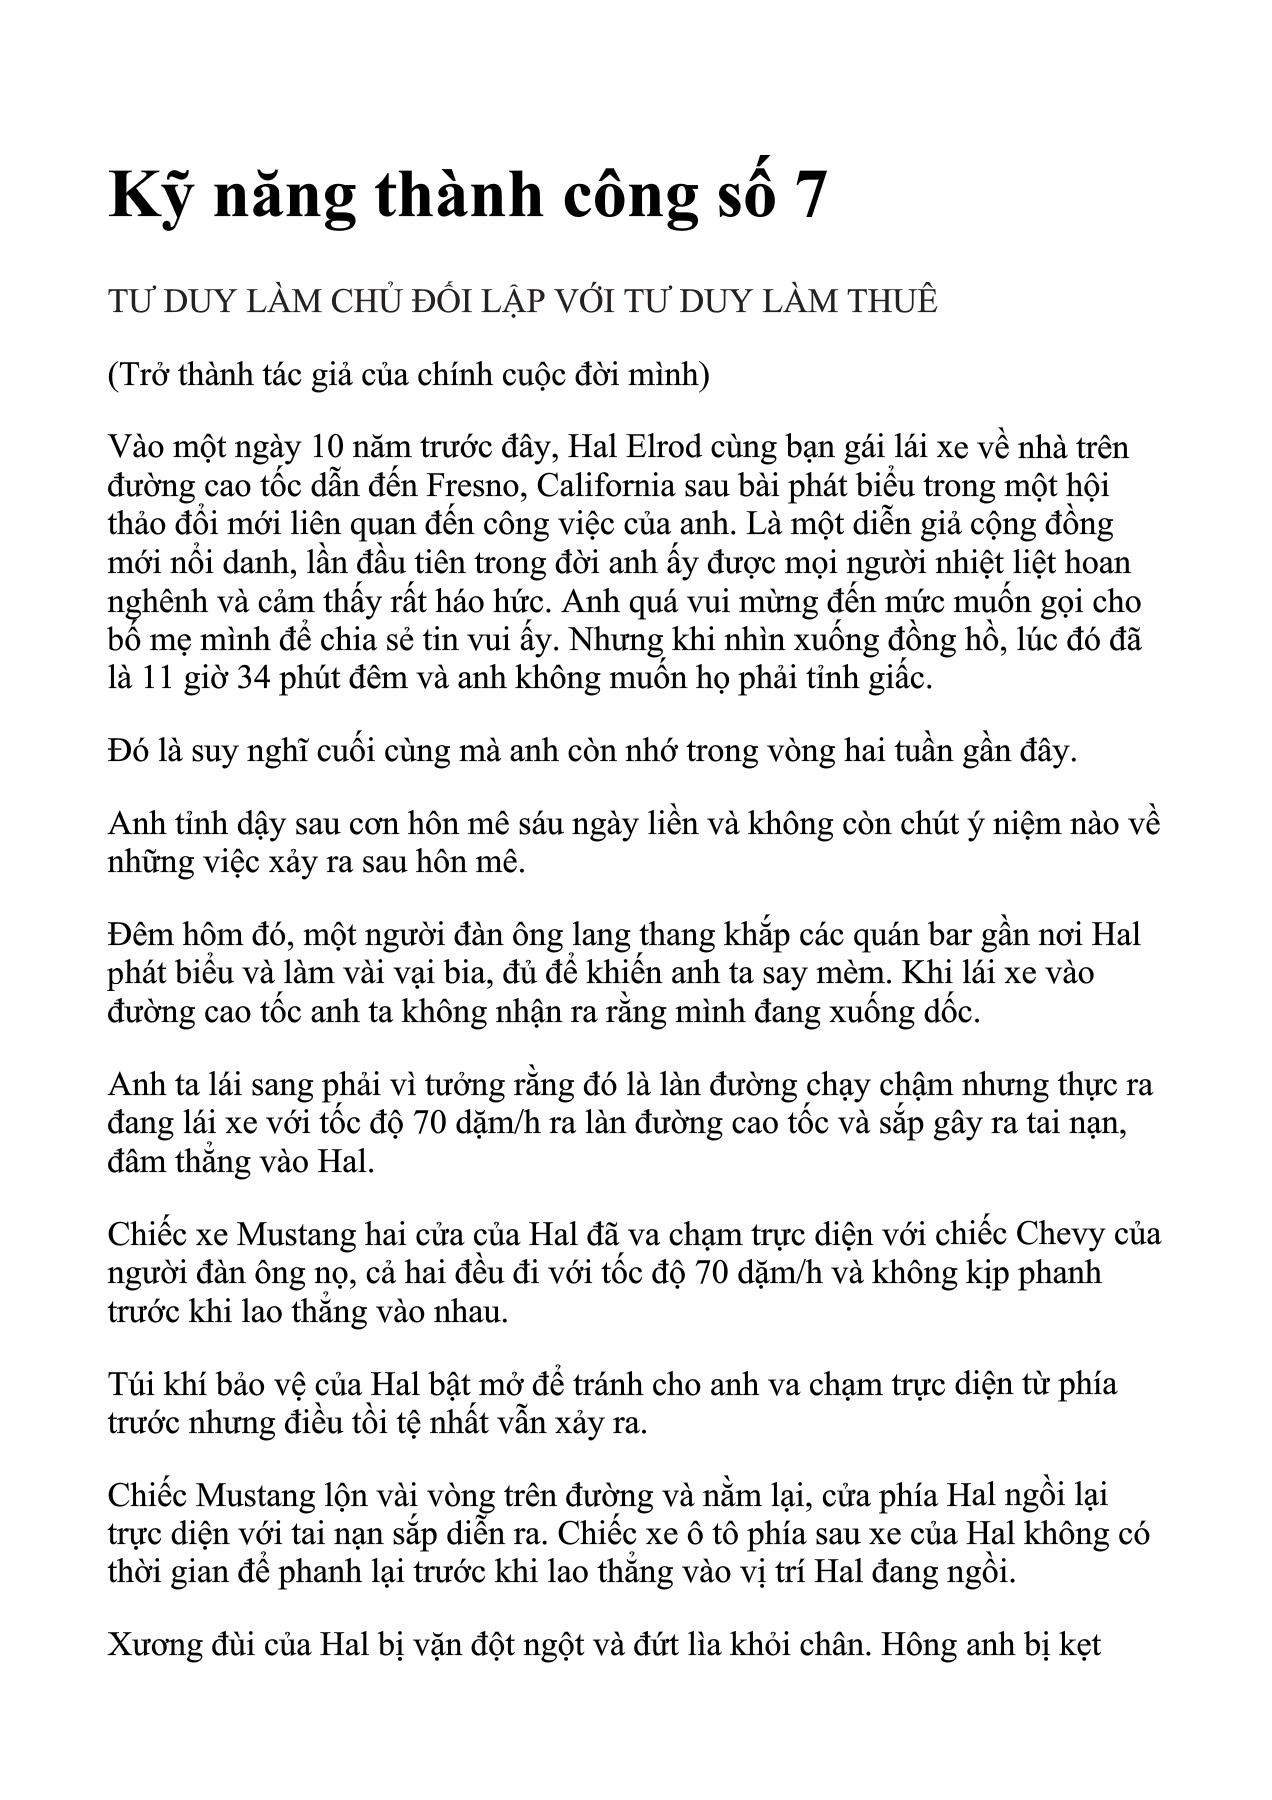 Kỹ năng thành công số 7
TƯ DUY LÀM CHỦ ĐỐI LẬP VỚI TƯ DUY LÀM THUÊ
(Trở thành tác giả của chính cuộc đời mình)
Vào một ngày 10 năm trước đây, Hal Elrod cùng bạn gái lái xe về nhà trên
đường cao tốc dẫn đến Fresno, California sau bài phát biểu trong một hội
thảo đổi mới liên quan đến công việc của anh. Là một diễn giả cộng đồng
mới nổi danh, lần đầu tiên trong đời anh ấy được mọi người nhiệt liệt hoan
nghênh và cảm thấy rất háo hức. Anh quá vui mừng đến mức muốn gọi cho
bố mẹ mình để chia sẻ tin vui ấy. Nhưng khi nhìn xuống đồng hồ, lúc đó đã
là 11 giờ 34 phút đêm và anh không muốn họ phải tỉnh giấc.
Đó là suy nghĩ cuối cùng mà anh còn nhớ trong vòng hai tuần gần đây.
Anh tỉnh dậy sau cơn hôn mê sáu ngày liền và không còn chút ý niệm nào về
những việc xảy ra sau hôn mê.
Đêm hôm đó, một người đàn ông lang thang khắp các quán bar gần nơi Hal
phát biểu và làm vài vại bia, đủ để khiến anh ta say mèm. Khi lái xe vào
đường cao tốc anh ta không nhận ra rằng mình đang xuống dốc.
Anh ta lái sang phải vì tưởng rằng đó là làn đường chạy chậm nhưng thực ra
đang lái xe với tốc độ 70 dặm/h ra làn đường cao tốc và sắp gây ra tai nạn,
đâm thẳng vào Hal.
Chiếc xe Mustang hai cửa của Hal đã va chạm trực diện với chiếc Chevy của
người đàn ông nọ, cả hai đều đi với tốc độ 70 dặm/h và không kịp phanh
trước khi lao thẳng vào nhau.
Túi khí bảo vệ của Hal bật mở để tránh cho anh va chạm trực diện từ phía
trước nhưng điều tồi tệ nhất vẫn xảy ra.
Chiếc Mustang lộn vài vòng trên đường và nằm lại, cửa phía Hal ngồi lại
trực diện với tai nạn sắp diễn ra. Chiếc xe ô tô phía sau xe của Hal không có
thời gian để phanh lại trước khi lao thẳng vào vị trí Hal đang ngồi.
Xương đùi của Hal bị vặn đột ngột và đứt lìa khỏi chân. Hông anh bị kẹt